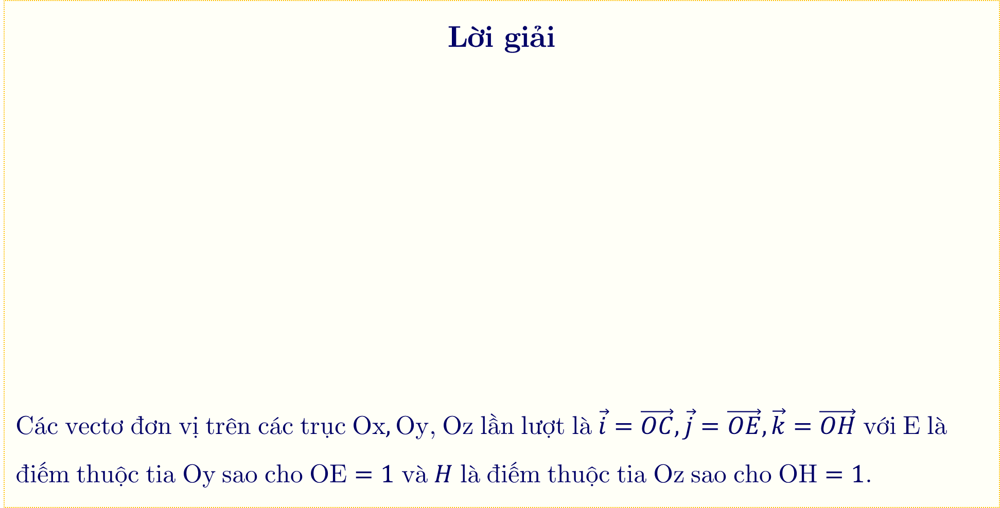 Lời giải
Các vectơ đơn vị trên các trục Ox, Oy, Oz lần lượt là $\vec{i} = \overrightarrow{OC}, \vec{j} = \overrightarrow{OE}, \vec{k} = \overrightarrow{OH}$ với E là
điếm thuộc tia Oy sao cho OE = 1 và H là điếm thuộc tia Oz sao cho OH = 1.